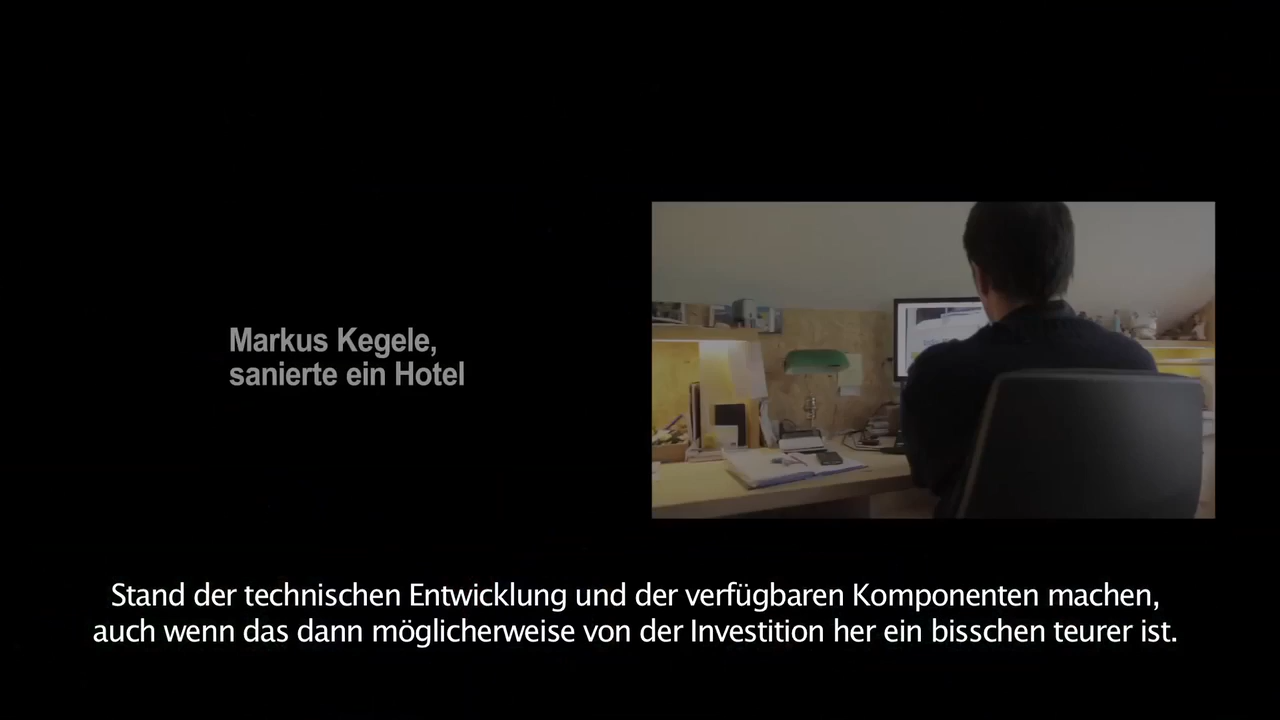 Markus Kegele,
sanierte ein Hotel
Stand der technischen Entwicklung und der verfügbaren Komponenten machen,
auch wenn das dann möglicherweise von der Investition her ein bisschen teurer ist.